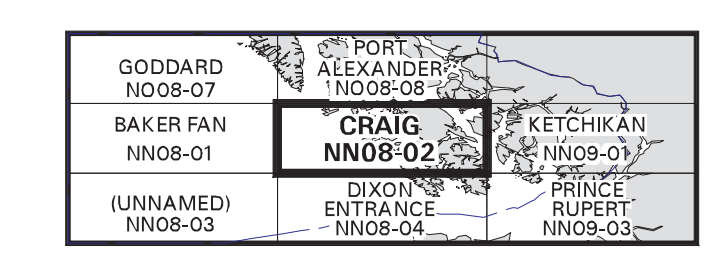 GODDARD
NO08-07
PORT
ALEXANDER
NO08-08
BAKER FAN
NN08-01
CRAIG
NN08-02
KETCHIKAN
NN09-01
(UNNAMED)
NN08-03
DIXON
ENTRANCE
NN08-04
PRINCE
RUPERT
NN09-03